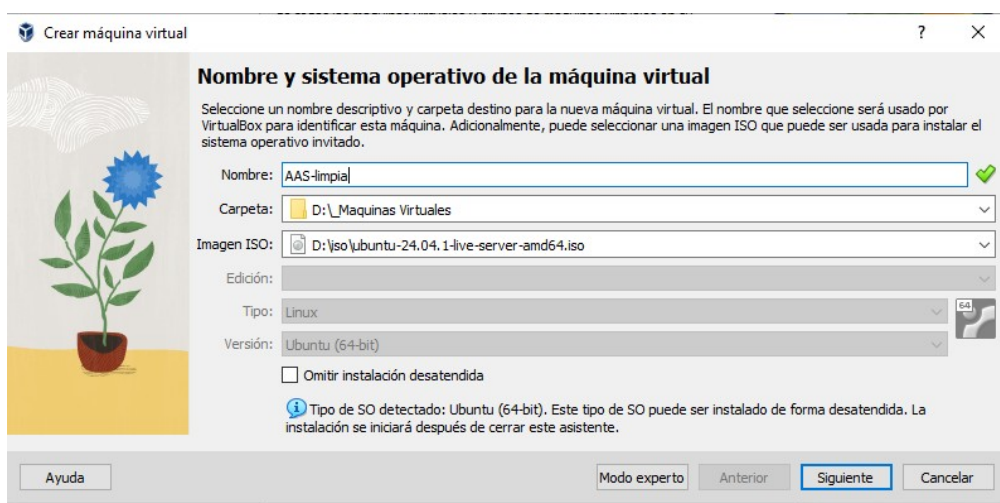 Crear máquina virtual
?
Nombre y sistema operativo de la máquina virtual
Seleccione un nombre descriptivo y carpeta destino para la nueva máquina virtual. El nombre que seleccione será usado por
VirtualBox para identificar esta máquina. Adicionalmente, puede seleccionar una imagen ISO que puede ser usada para instalar el
sistema operativo invitado.
Nombre: AAS-limpia
Carpeta: D:\_Maquinas Virtuales
Imagen ISO: D:\iso\ubuntu-24.04.1-live-server-amd64.iso
Edición:
Tipo: Linux
64
Versión: Ubuntu (64-bit)
Omitir instalación desatendida
Tipo de SO detectado: Ubuntu (64-bit). Este tipo de SO puede ser instalado de forma desatendida. La
instalación se iniciará después de cerrar este asistente.
Ayuda Modo experto Anterior Siguiente Cancelar